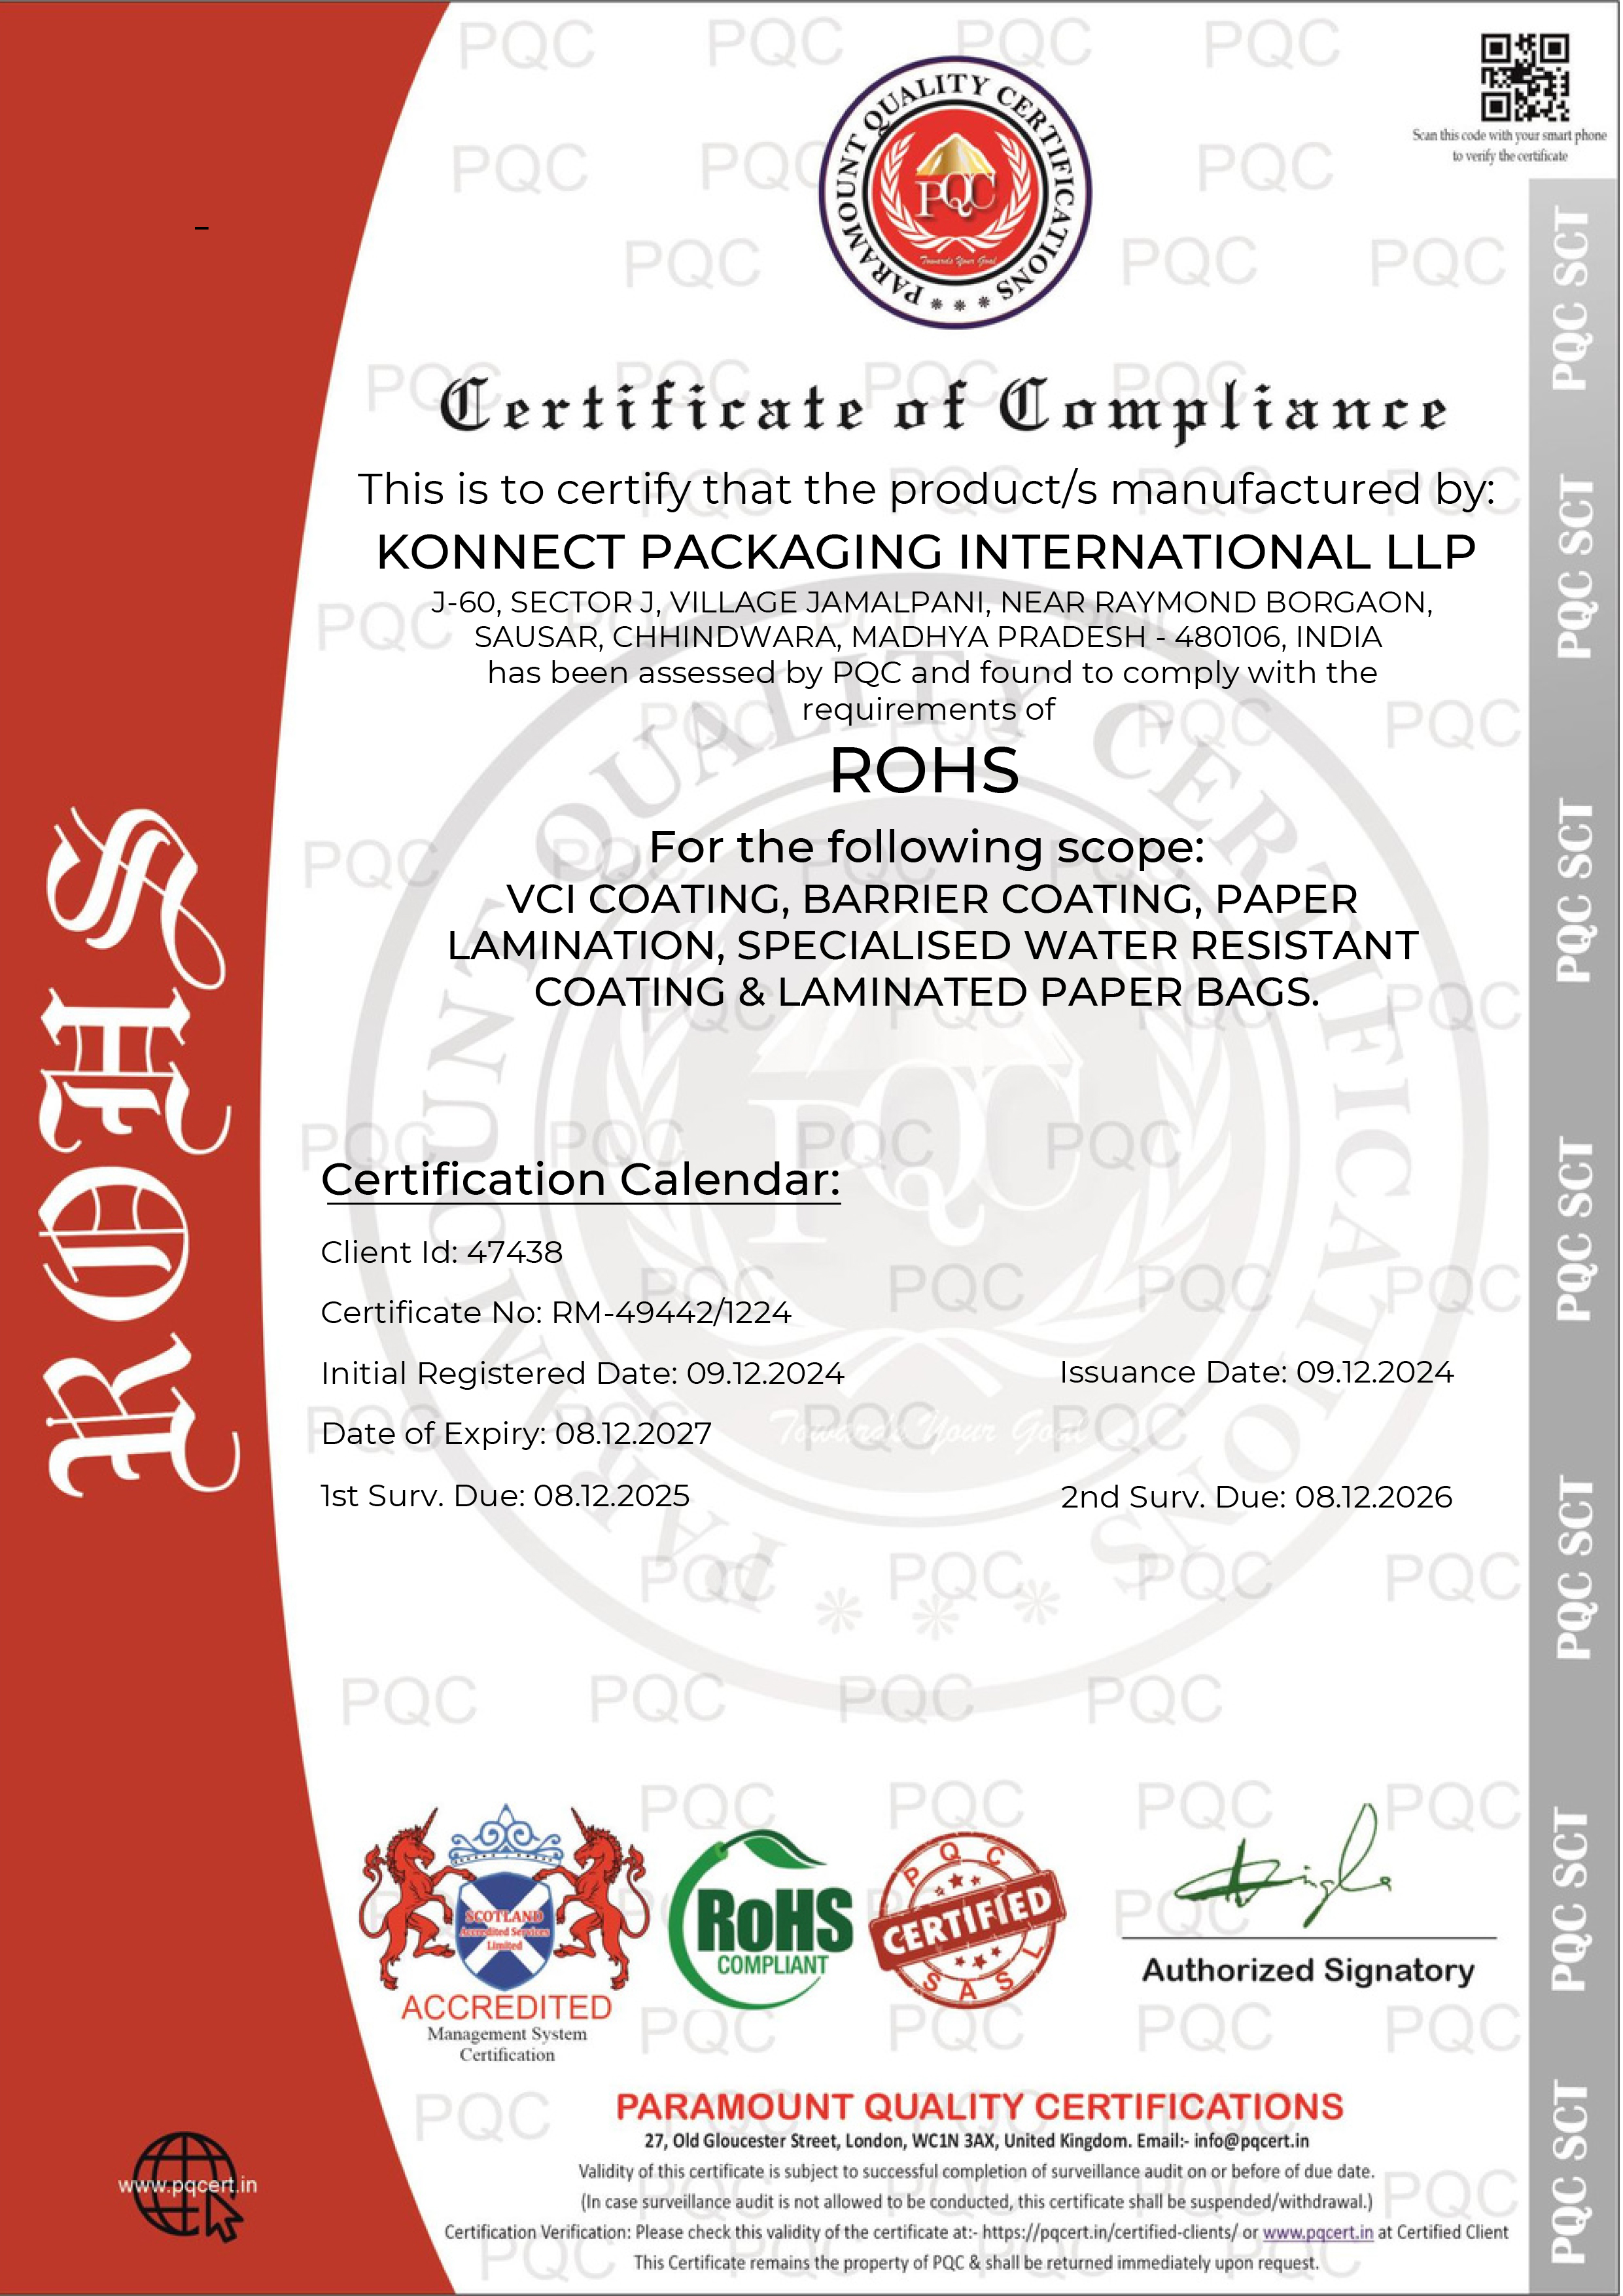 PARAMOUNT QUALITY CERTIFICATIONS
PQC
Towards Your Goal
Scan this code with your smart phone
to verify the certificate
Certificate of Compliance
This is to certify that the product/s manufactured by:
KONNECT PACKAGING INTERNATIONAL LLP
J-60, SECTOR J, VILLAGE JAMALPANI, NEAR RAYMOND BORGAON,
SAUSAR, CHHINDWARA, MADHYA PRADESH - 480106, INDIA
has been assessed by PQC and found to comply with the
requirements of
ROHS
For the following scope:
VCI COATING, BARRIER COATING, PAPER
LAMINATION, SPECIALISED WATER RESISTANT
COATING & LAMINATED PAPER BAGS.
ROHS
Certification Calendar:
Client Id: 47438
Certificate No: RM-49442/1224
Initial Registered Date: 09.12.2024
Issuance Date: 09.12.2024
Date of Expiry: 08.12.2027
1st Surv. Due: 08.12.2025
2nd Surv. Due: 08.12.2026
SCOTLAND
Accredited Services
Limited
ACCREDITED
Management System
Certification
RoHS
COMPLIANT
PQC
CERTIFIED
SASL
Authorized Signatory
PARAMOUNT QUALITY CERTIFICATIONS
27, Old Gloucester Street, London, WC1N 3AX, United Kingdom. Email:- info@pqcert.in
Validity of this certificate is subject to successful completion of surveillance audit on or before of due date.
(In case surveillance audit is not allowed to be conducted, this certificate shall be suspended/withdrawal.)
Certification Verification: Please check this validity of the certificate at:- https://pqcert.in/certified-clients/ or www.pqcert.in at Certified Client
This Certificate remains the property of PQC & shall be returned immediately upon request.
www.pqcert.in
PQC SCT
PQC SCT
PQC SCT
PQC SCT
PQC SCT
PQC SCT
PQC SCT